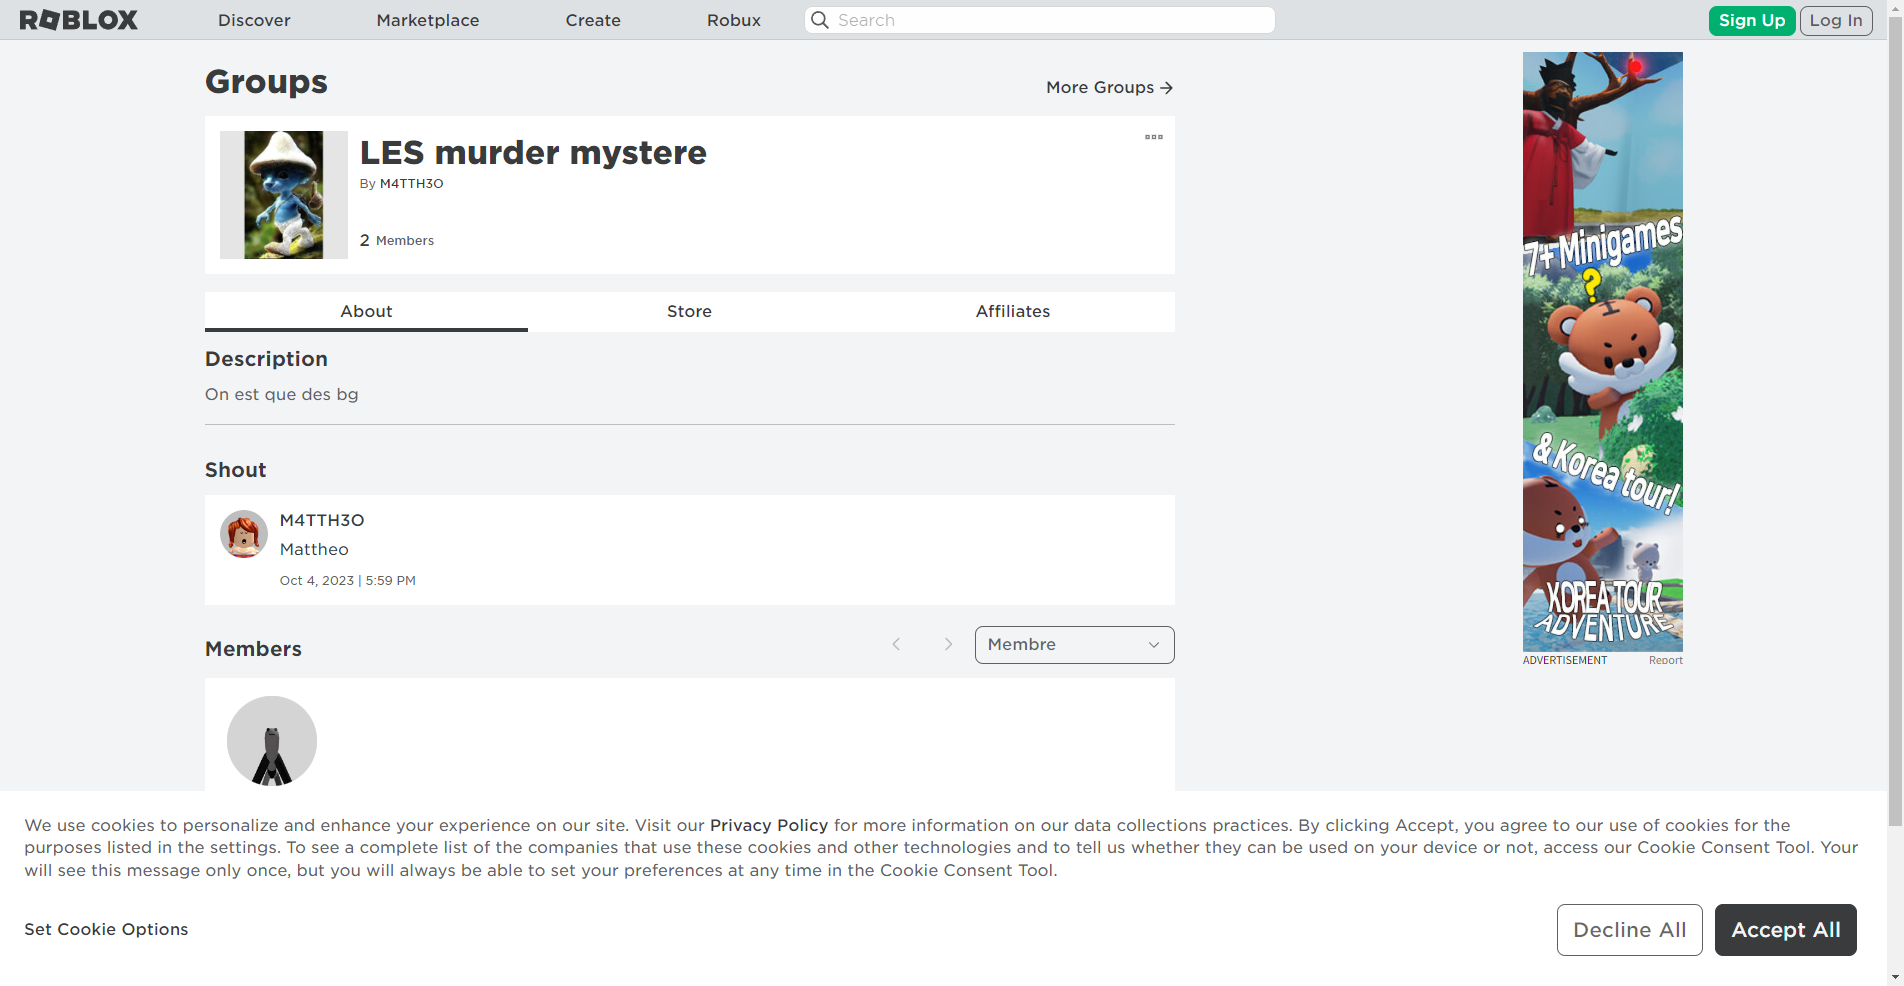 ROBLOX
Discover
Marketplace
Create
Robux
Search
Sign Up
Log In
Groups
More Groups
LES murder mystere
By M4TTH3O
2 Members
About
Store
Affiliates
Description
On est que des bg
Shout
M4TTH3O
Mattheo
Oct 4, 2023 | 5:59 PM
Members
Membre
7+ Minigames
?
& Korea tour!
KOREA TOUR
ADVENTURE
ADVERTISEMENT
Report
We use cookies to personalize and enhance your experience on our site. Visit our Privacy Policy for more information on our data collections practices. By clicking Accept, you agree to our use of cookies for the
purposes listed in the settings. To see a complete list of the companies that use these cookies and other technologies and to tell us whether they can be used on your device or not, access our Cookie Consent Tool. Your
will see this message only once, but you will always be able to set your preferences at any time in the Cookie Consent Tool.
Set Cookie Options
Decline All
Accept All